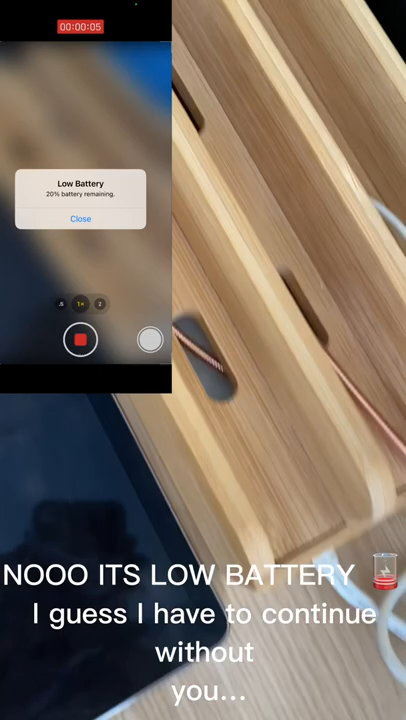 00:00:05
Low Battery
20% battery remaining.
Close
.5 1× 2
NOOO ITS LOW BATTERY 🪫
I guess I have to continue
without
you...